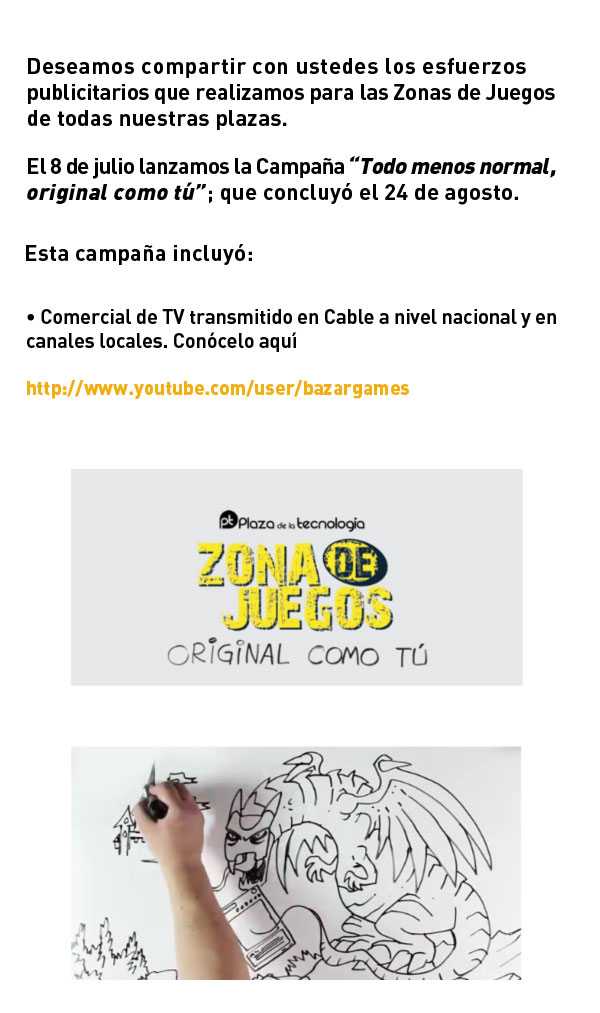 Deseamos compartir con ustedes los esfuerzos
publicitarios que realizamos para las Zonas de Juegos
de todas nuestras plazas.
El 8 de julio lanzamos la Campaña “Todo menos normal,
original como tú”; que concluyó el 24 de agosto.
Esta campaña incluyó:
• Comercial de TV transmitido en Cable a nivel nacional y en
canales locales. Conócelo aquí
http://www.youtube.com/user/bazargames
pt Plaza de la tecnología
ZONA DE
JUEGOS
ORIGINAL COMO TÚ